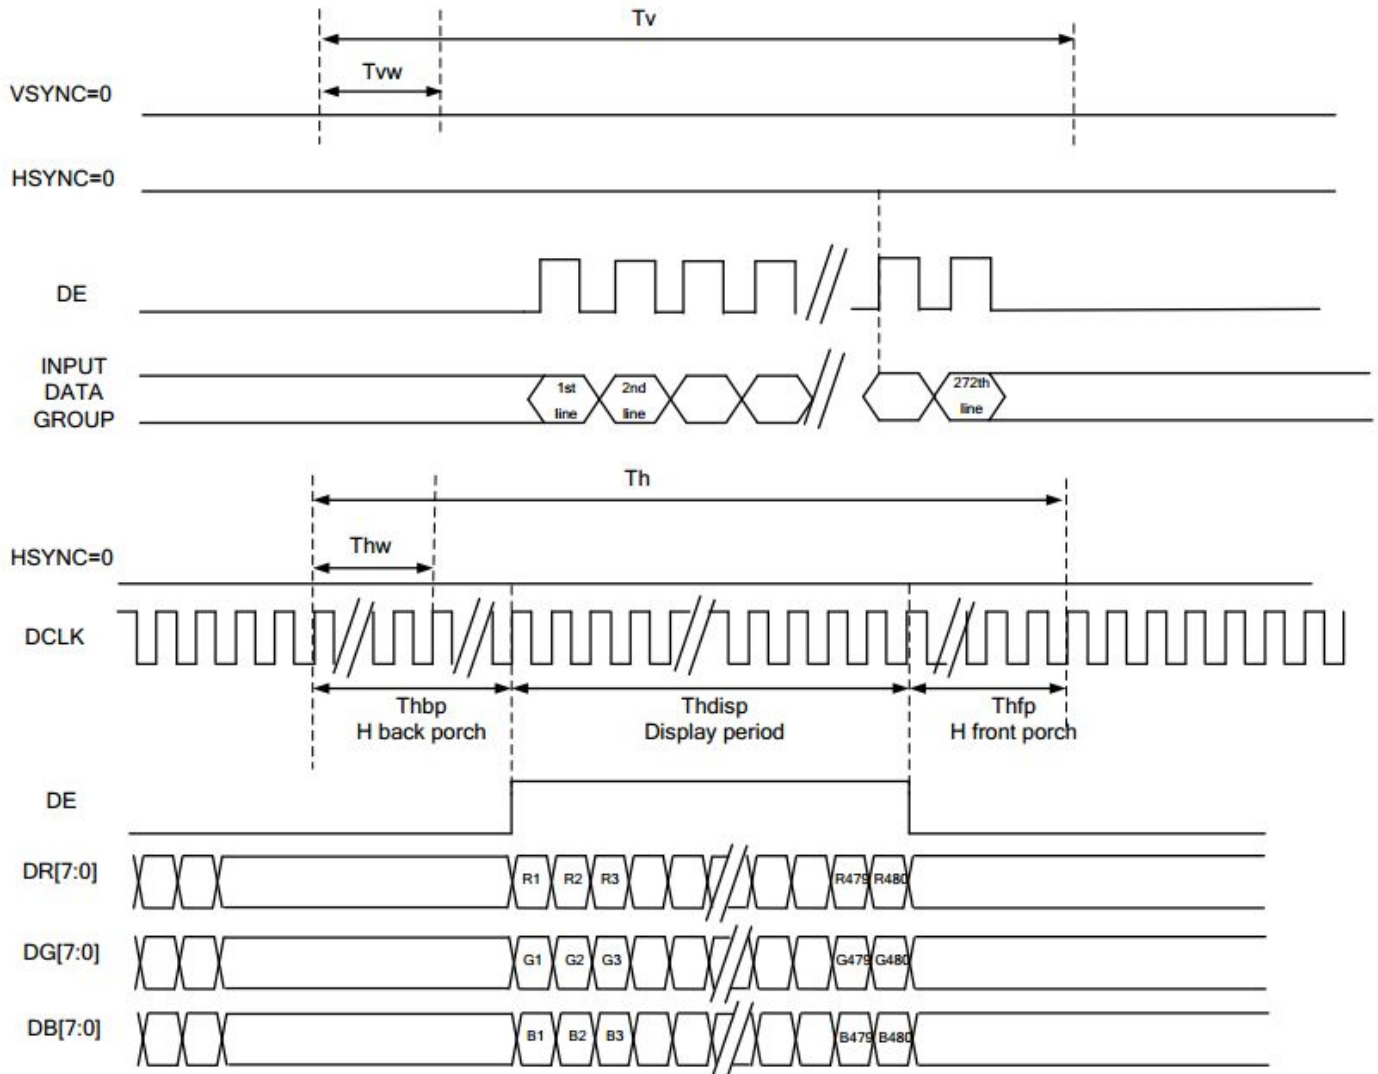 Tv
Tvw
VSYNC=0
HSYNC=0
DE
INPUT
DATA
GROUP
1st
line
2nd
line
272th
line
Th
Thw
HSYNC=0
DCLK
Thbp
H back porch
Thdisp
Display period
Thfp
H front porch
DE
DR[7:0]
R1 R2 R3 R479 R480
DG[7:0]
G1 G2 G3 G479 G480
DB[7:0]
B1 B2 B3 B479 B480